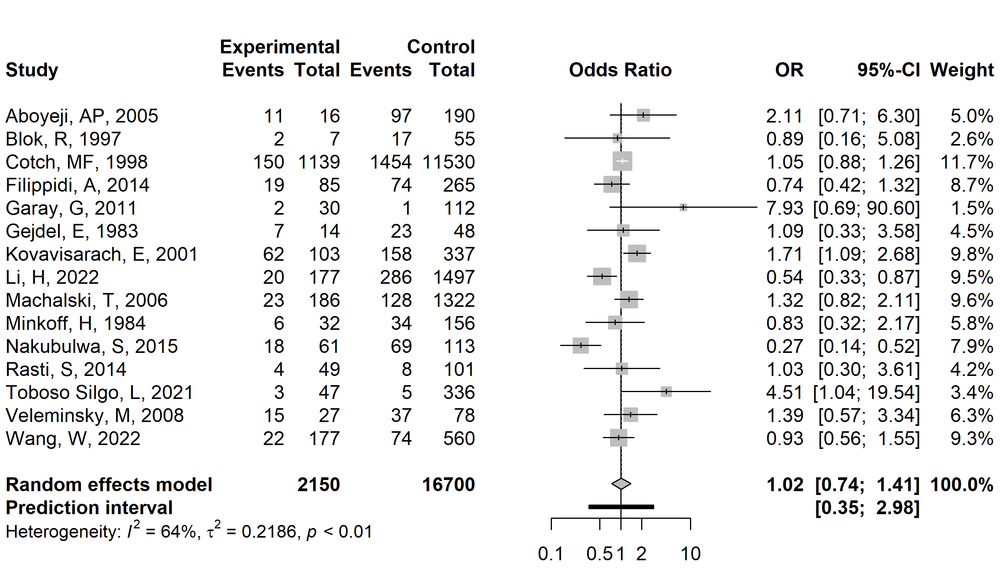 Experimental Control
Study Events Total Events Total Odds Ratio OR 95%-CI Weight
Aboyeji, AP, 2005 11 16 97 190 2.11 [0.71; 6.30] 5.0%
Blok, R, 1997 2 7 17 55 0.89 [0.16; 5.08] 2.6%
Cotch, MF, 1998 150 1139 1454 11530 1.05 [0.88; 1.26] 11.7%
Filippidi, A, 2014 19 85 74 265 0.74 [0.42; 1.32] 8.7%
Garay, G, 2011 2 30 1 112 7.93 [0.69; 90.60] 1.5%
Gejdel, E, 1983 7 14 23 48 1.09 [0.33; 3.58] 4.5%
Kovavisarach, E, 2001 62 103 158 337 1.71 [1.09; 2.68] 9.8%
Li, H, 2022 20 177 286 1497 0.54 [0.33; 0.87] 9.5%
Machalski, T, 2006 23 186 128 1322 1.32 [0.82; 2.11] 9.6%
Minkoff, H, 1984 6 32 34 156 0.83 [0.32; 2.17] 5.8%
Nakubulwa, S, 2015 18 61 69 113 0.27 [0.14; 0.52] 7.9%
Rasti, S, 2014 4 49 8 101 1.03 [0.30; 3.61] 4.2%
Toboso Silgo, L, 2021 3 47 5 336 4.51 [1.04; 19.54] 3.4%
Veleminsky, M, 2008 15 27 37 78 1.39 [0.57; 3.34] 6.3%
Wang, W, 2022 22 177 74 560 0.93 [0.56; 1.55] 9.3%
Random effects model 2150 16700 1.02 [0.74; 1.41] 100.0%
Prediction interval [0.35; 2.98]
Heterogeneity: I² = 64%, τ² = 0.2186, p < 0.01
0.1 0.5 1 2 10